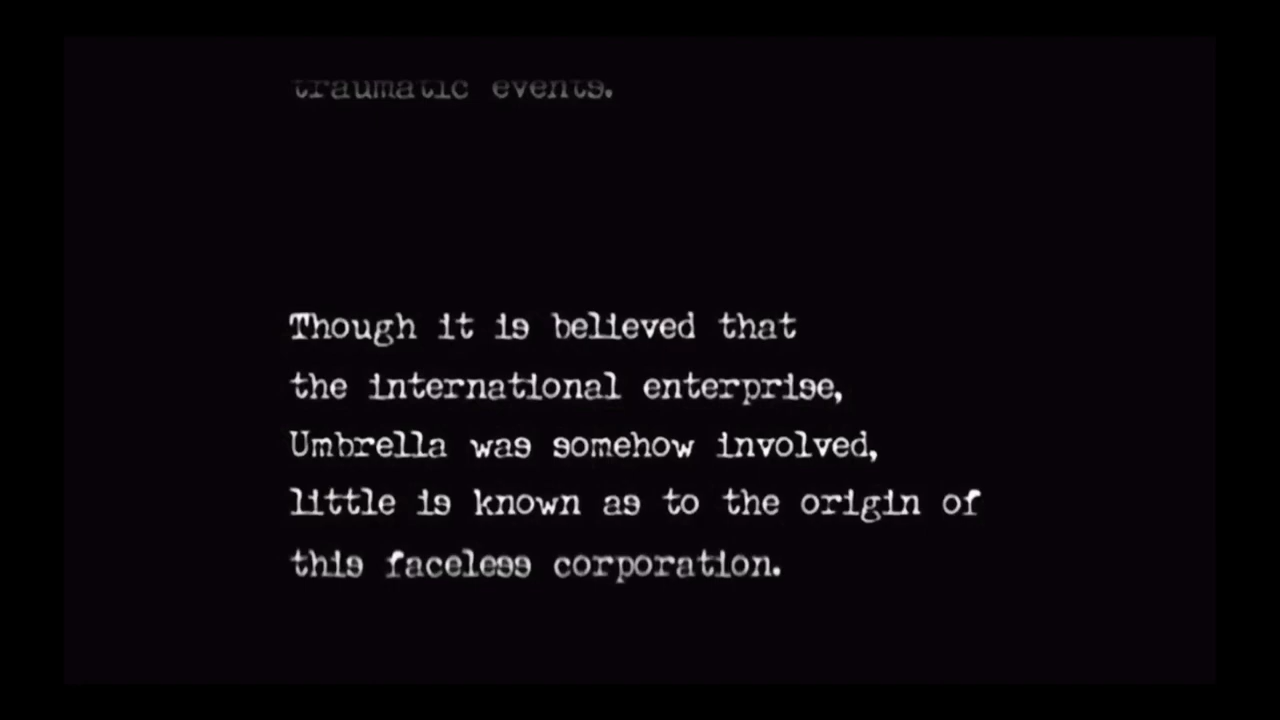 traumatic events.
Though it is believed that
the international enterprise,
Umbrella was somehow involved,
little is known as to the origin of
this faceless corporation.